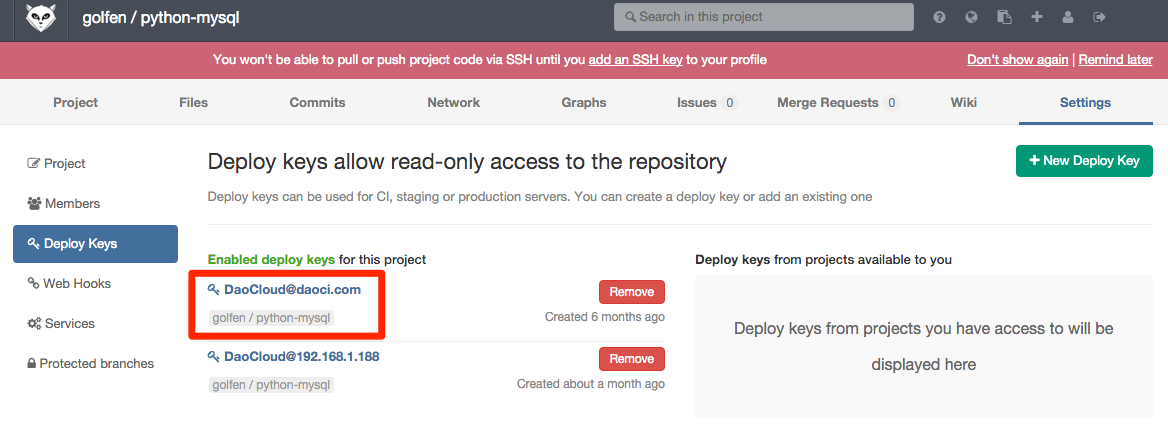 golfen / python-mysql
Search in this project
You won't be able to pull or push project code via SSH until you add an SSH key to your profile
Don't show again | Remind later
Project
Files
Commits
Network
Graphs
Issues 0
Merge Requests 0
Wiki
Settings
Project
Members
Deploy Keys
Web Hooks
Services
Protected branches
Deploy keys allow read-only access to the repository
New Deploy Key
Deploy keys can be used for CI, staging or production servers. You can create a deploy key or add an existing one
Enabled deploy keys for this project
DaoCloud@daoci.com
Remove
golfen / python-mysql
Created 6 months ago
DaoCloud@192.168.1.188
Remove
golfen / python-mysql
Created about a month ago
Deploy keys from projects available to you
Deploy keys from projects you have access to will be
displayed here